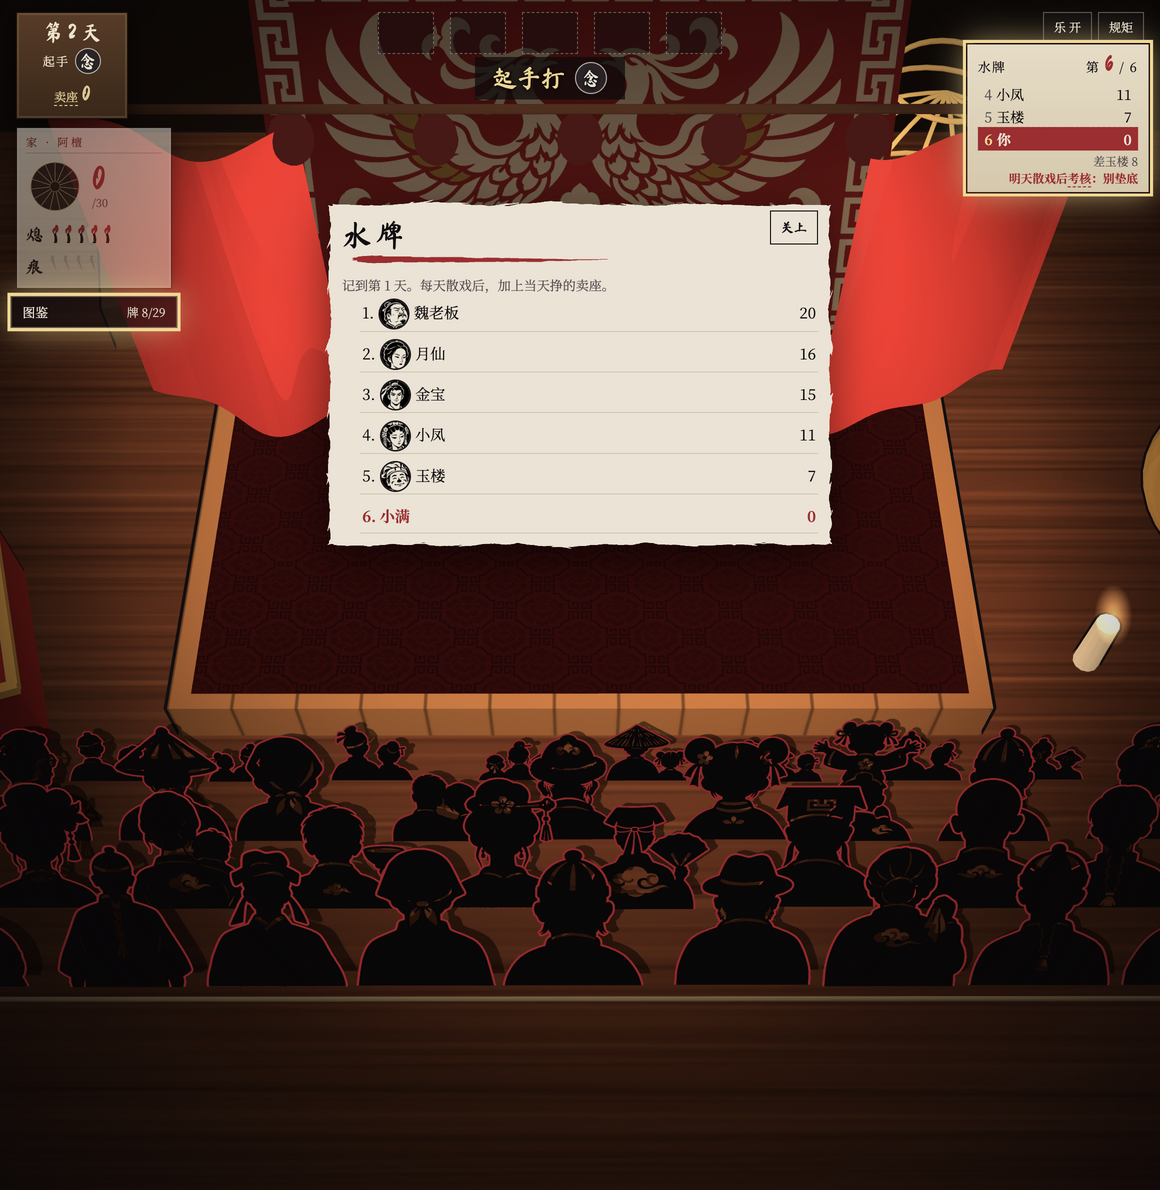 第2天
起手 念
卖座 0
家 · 阿檀
0
/30
熄
痕
图鉴 牌 8/29
起手打 念
乐开 规矩
水牌 第 6 / 6
4 小凤 11
5 玉楼 7
6 你 0
差玉楼 8
明天散戏后考核：别垫底
水牌
关上
记到第 1 天。每天散戏后，加上当天挣的卖座。
1. 魏老板 20
2. 月仙 16
3. 金宝 15
4. 小凤 11
5. 玉楼 7
6. 小满 0